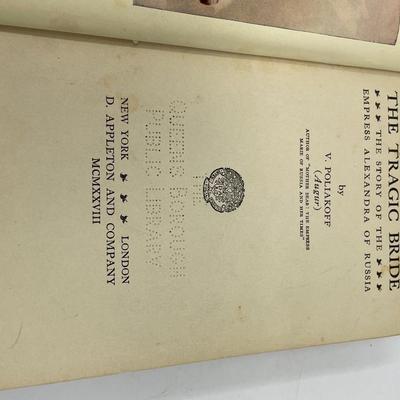 THE TRAGIC BRIDE
THE STORY OF THE
EMPRESS ALEXANDRA OF RUSSIA
by
V. POLIAKOFF
(Augur)
AUTHOR OF "MOTHER DEAR: THE EMPRESS
MARIE OF RUSSIA AND HER TIMES"
QUEENS BOROUGH
PUBLIC LIBRARY
NEW YORK LONDON
D. APPLETON AND COMPANY
MCMXXVIII